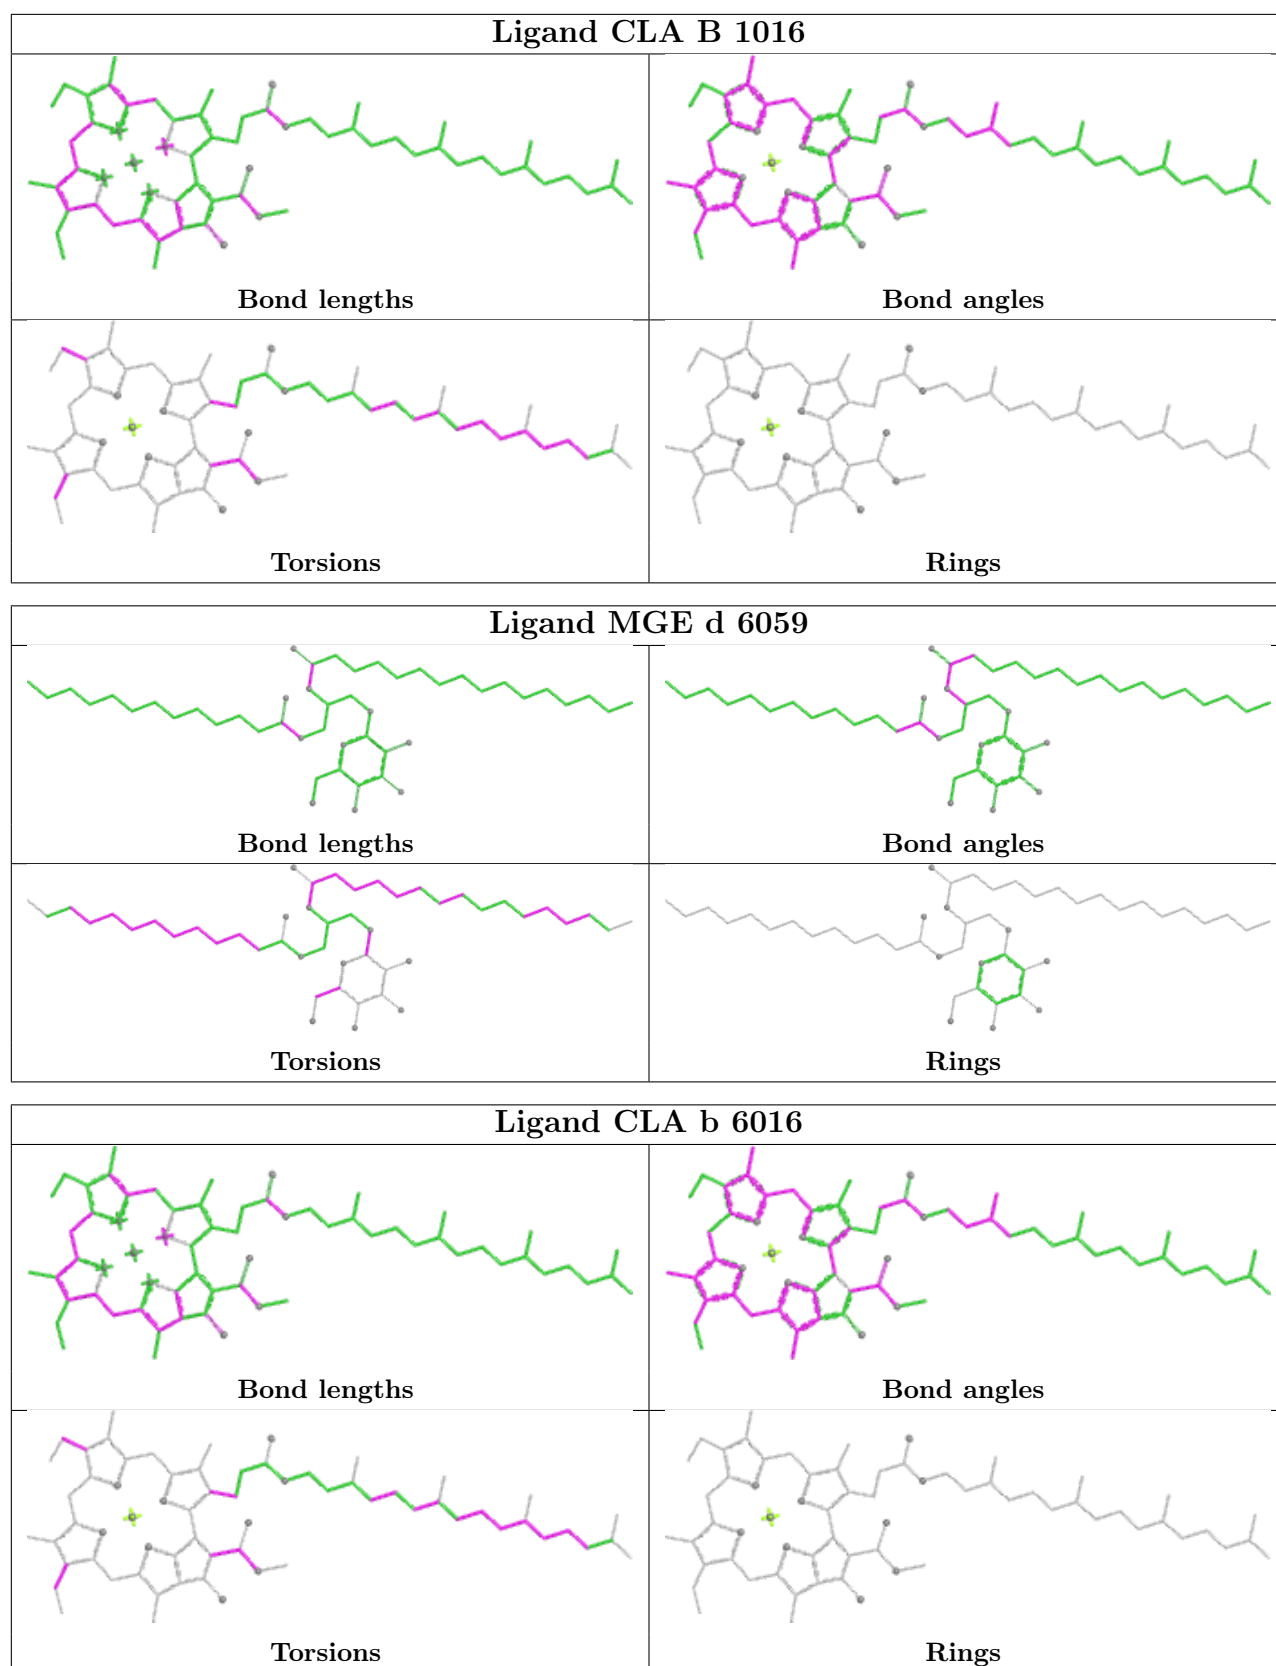 Ligand CLA B 1016
Bond lengths
Bond angles
Torsions
Rings
Ligand MGE d 6059
Bond lengths
Bond angles
Torsions
Rings
Ligand CLA b 6016
Bond lengths
Bond angles
Torsions
Rings